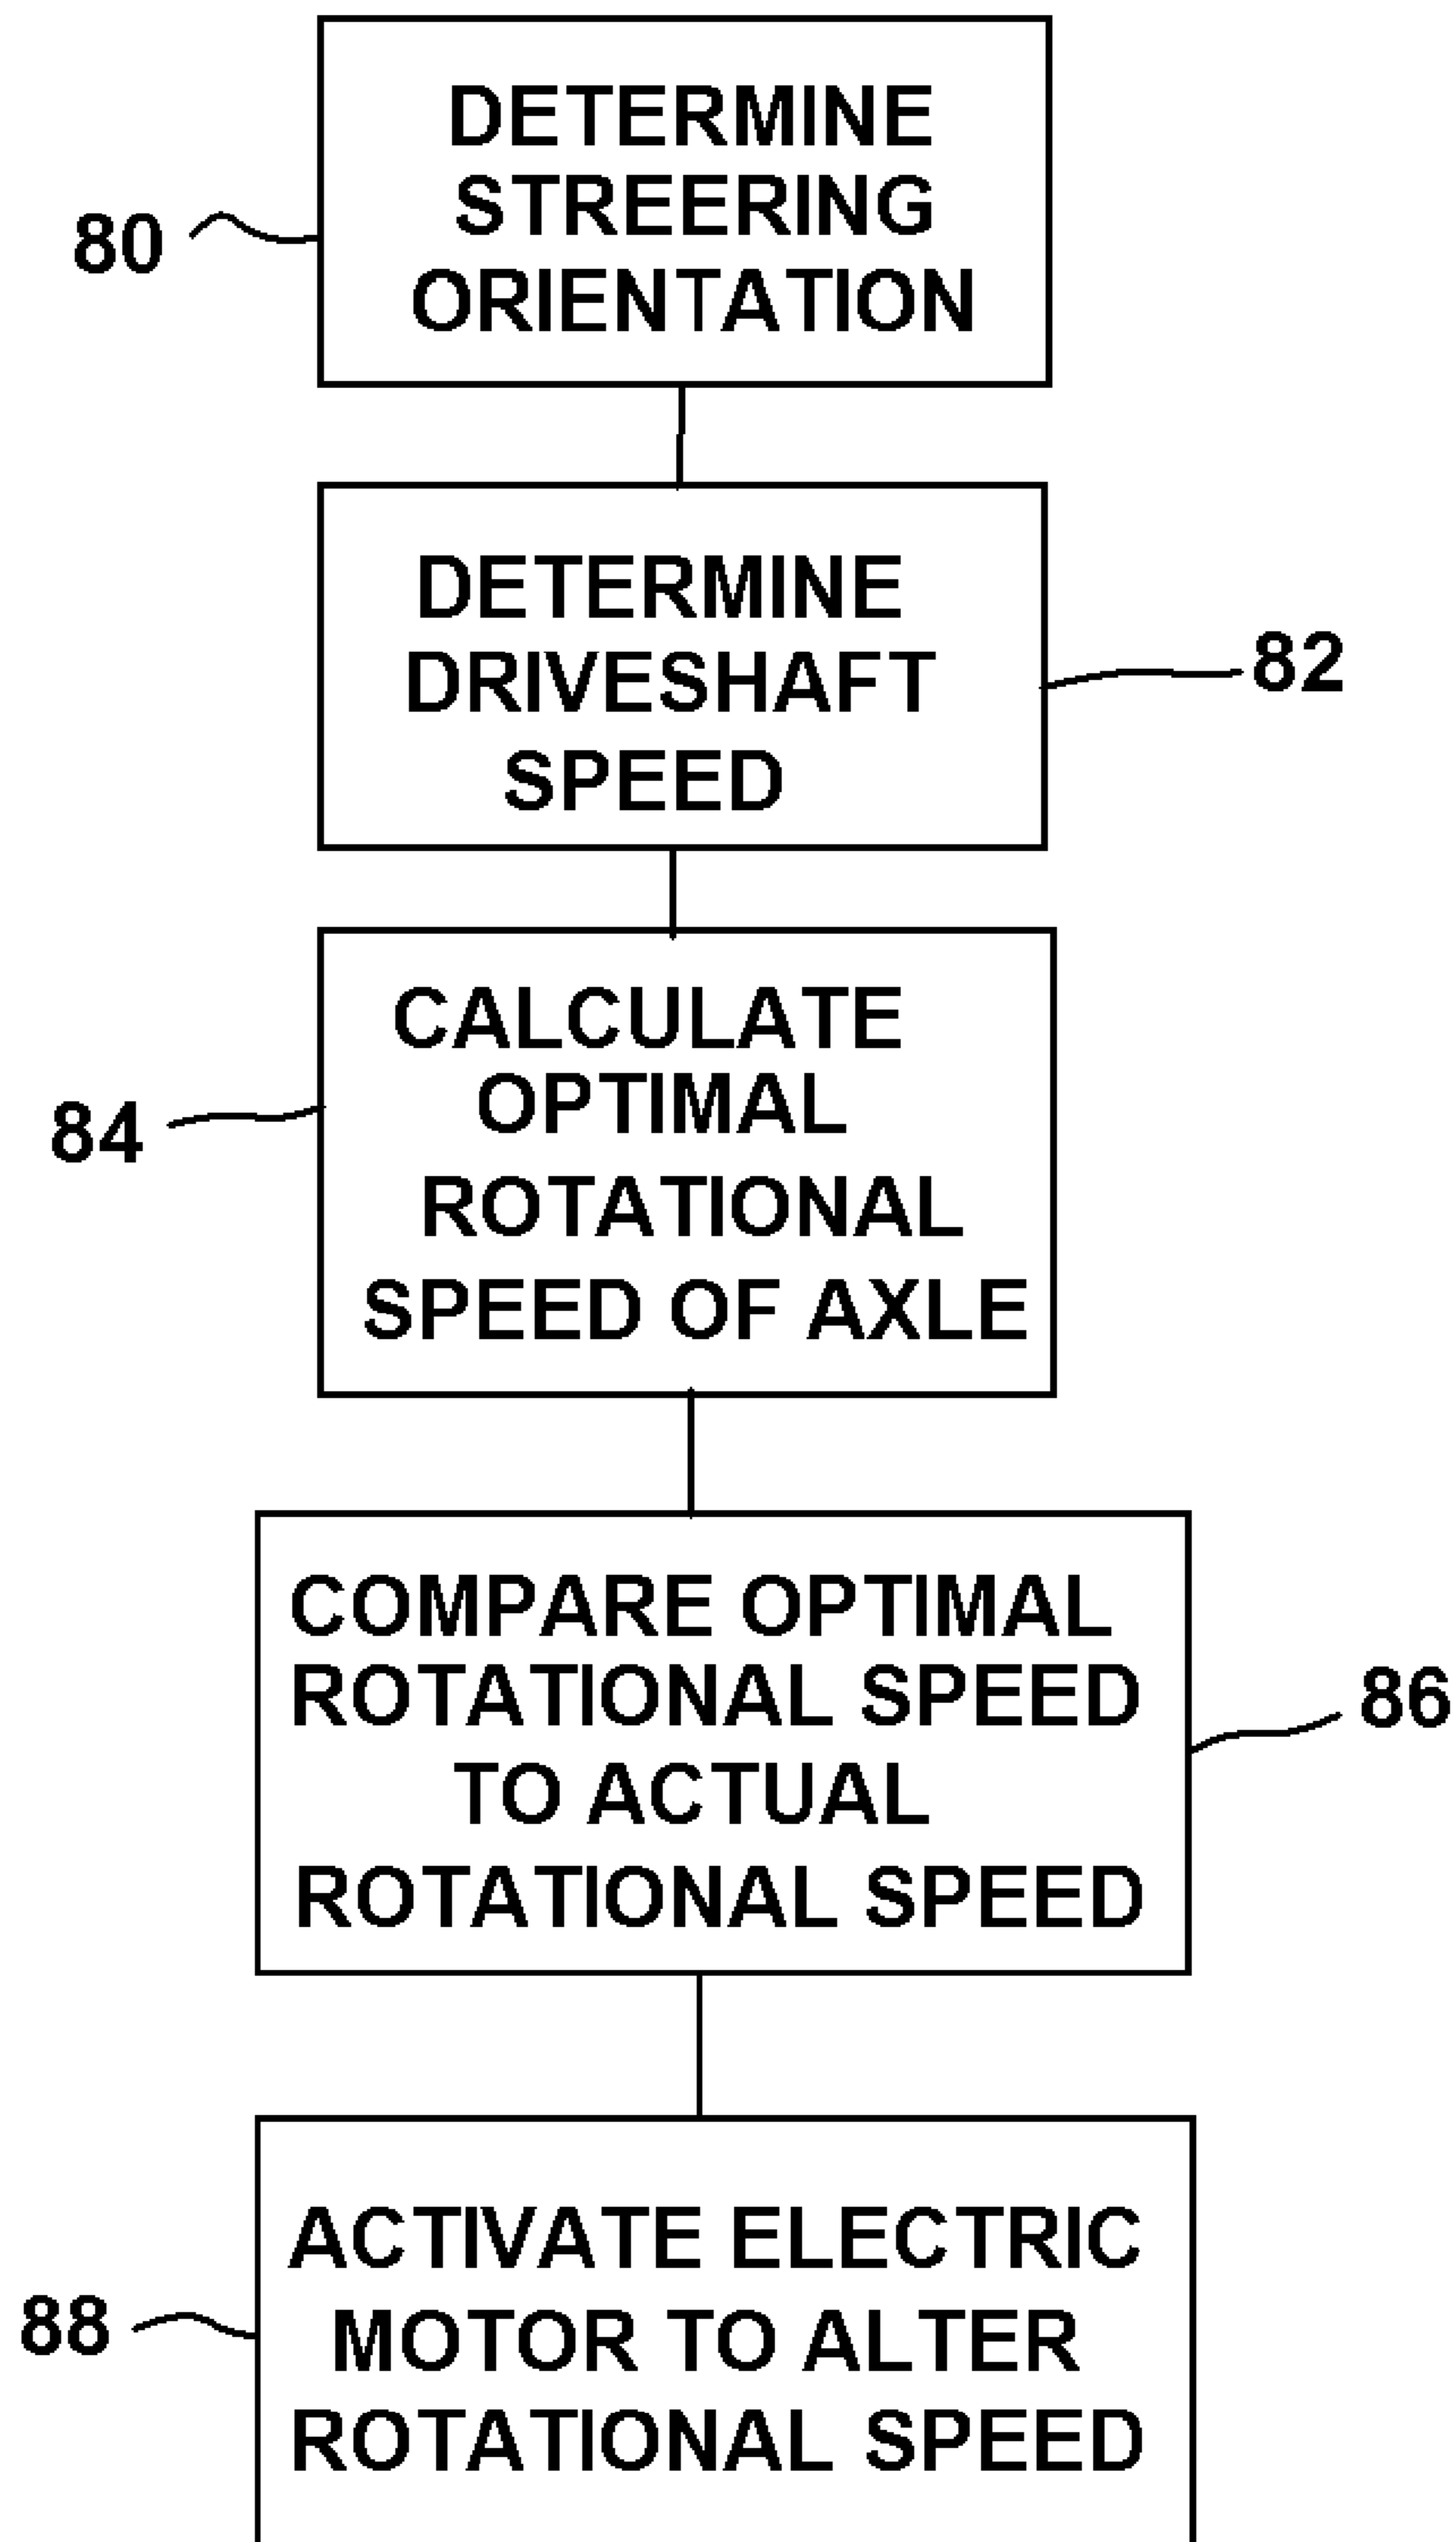 DETERMINE
STREERING
ORIENTATION
80
DETERMINE
DRIVESHAFT
SPEED
82
CALCULATE
OPTIMAL
ROTATIONAL
SPEED OF AXLE
84
COMPARE OPTIMAL
ROTATIONAL SPEED
TO ACTUAL
ROTATIONAL SPEED
86
ACTIVATE ELECTRIC
MOTOR TO ALTER
ROTATIONAL SPEED
88